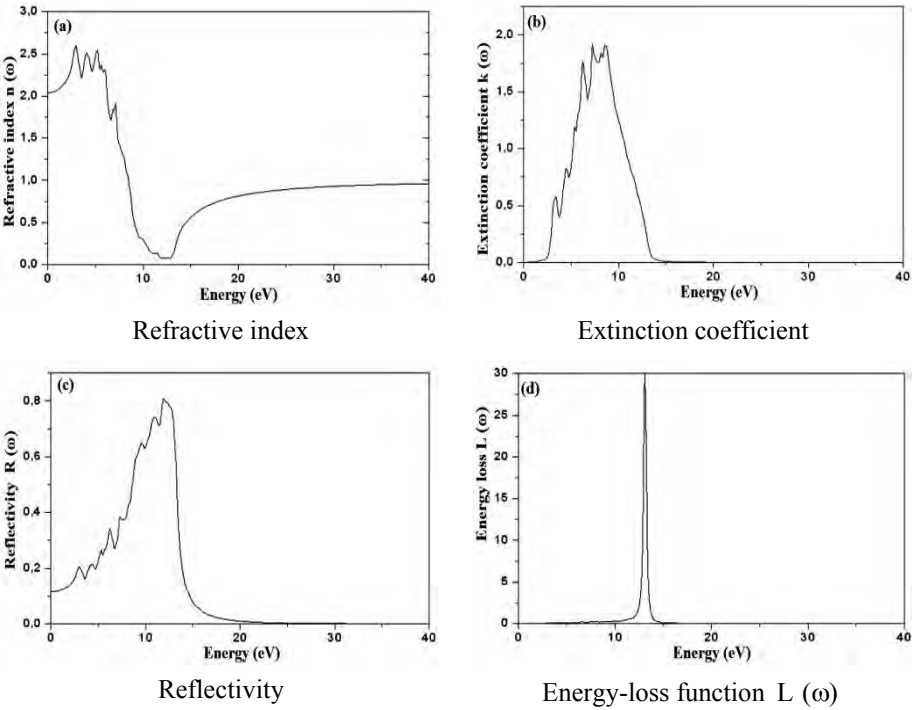 (a)
Refractive index n (ω)
3,0
2,5
2,0
1,5
1,0
0,5
0,0
0 10 20 30 40
Energy (eV)
Refractive index
(b)
Extinction coefficient k (ω)
2,0
1,5
1,0
0,5
0,0
0 10 20 30 40
Energy (eV)
Extinction coefficient
(c)
Reflectivity R (ω)
0,8
0,6
0,4
0,2
0,0
0 10 20 30 40
Energy (eV)
Reflectivity
(d)
Energy loss L (ω)
30
25
20
15
10
5
0
0 10 20 30 40
Energy (eV)
Energy-loss function L (ω)